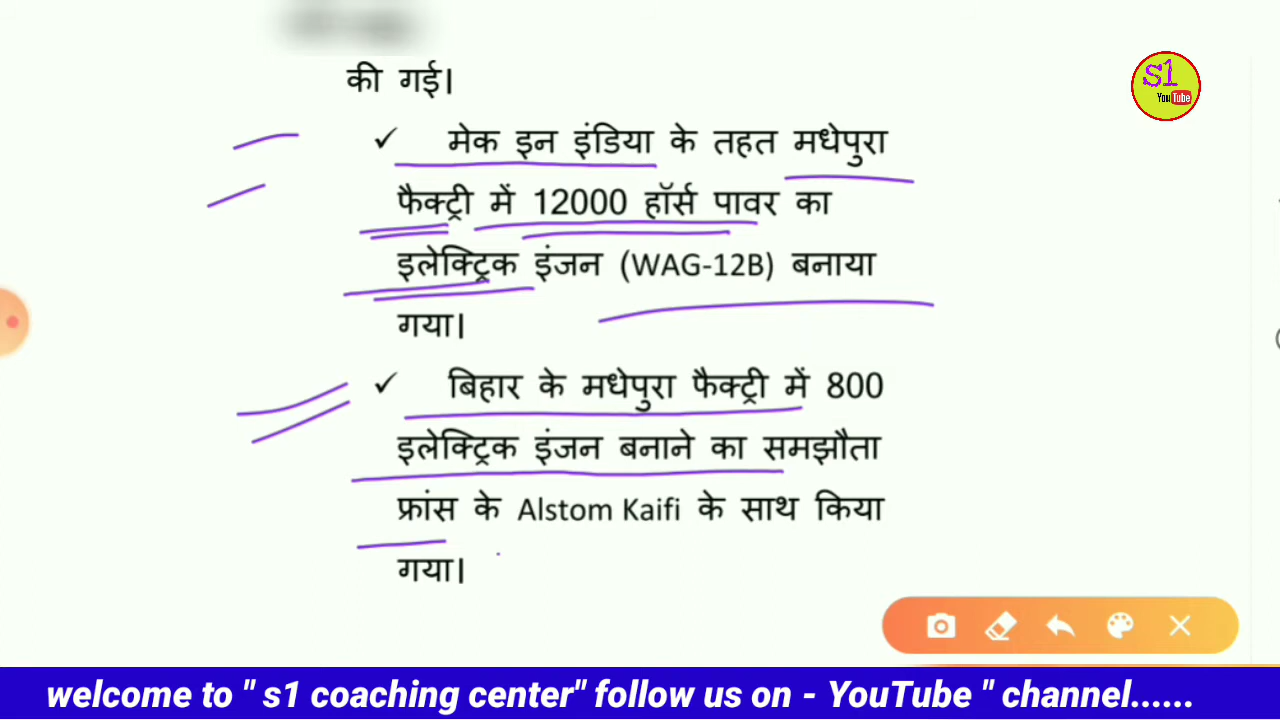 की गई।
S1
YouTube
✓ मेक इन इंडिया के तहत मधेपुरा
फैक्ट्री में 12000 हॉर्स पावर का
इलेक्ट्रिक इंजन (WAG-12B) बनाया
गया।
✓ बिहार के मधेपुरा फैक्ट्री में 800
इलेक्ट्रिक इंजन बनाने का समझौता
फ्रांस के Alstom Kaifi के साथ किया
गया।
welcome to " s1 coaching center" follow us on - YouTube " channel......